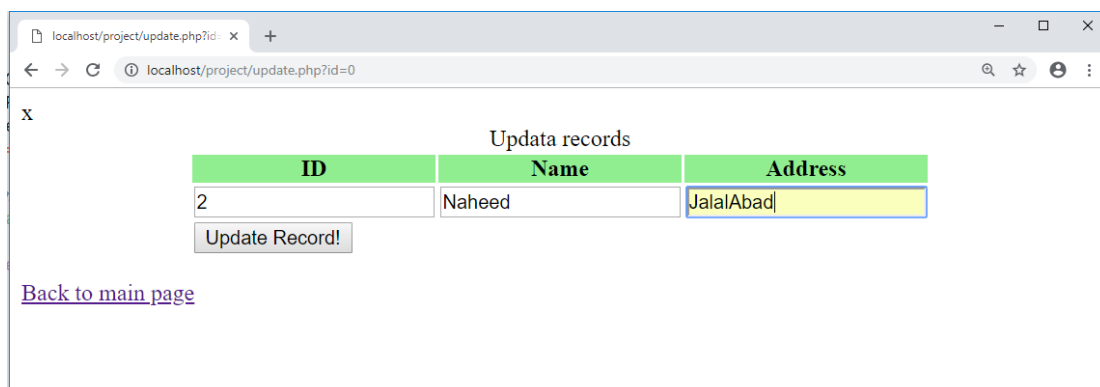 localhost/project/update.php?id=
localhost/project/update.php?id=0
x
Updata records
ID Name Address
2 Naheed JalalAbad
Update Record!
Back to main page